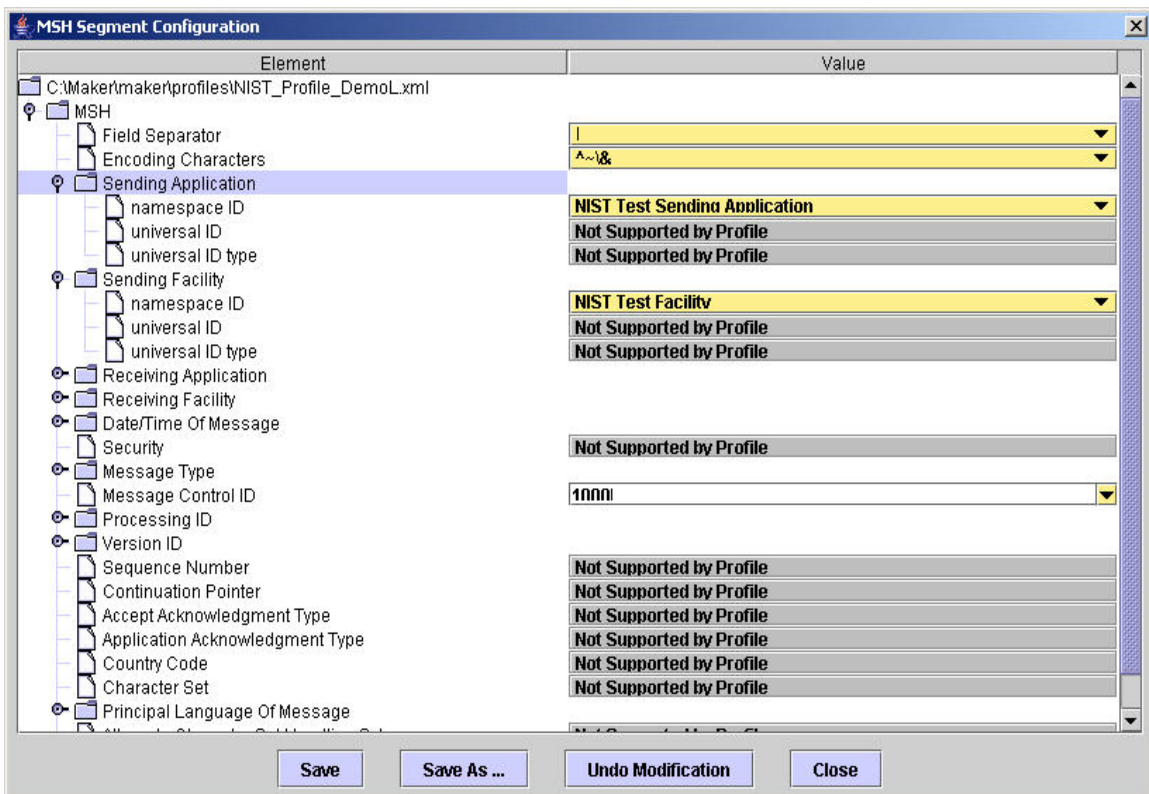 MSH Segment Configuration
Element Value
C:\Maker\maker\profiles\NIST_Profile_DemoL.xml
MSH
Field Separator |
Encoding Characters ^~\&
Sending Application
namespace ID NIST Test Sending Application
universal ID Not Supported by Profile
universal ID type Not Supported by Profile
Sending Facility
namespace ID NIST Test Facility
universal ID Not Supported by Profile
universal ID type Not Supported by Profile
Receiving Application
Receiving Facility
Date/Time Of Message
Security Not Supported by Profile
Message Type
Message Control ID 1000
Processing ID
Version ID
Sequence Number Not Supported by Profile
Continuation Pointer Not Supported by Profile
Accept Acknowledgment Type Not Supported by Profile
Application Acknowledgment Type Not Supported by Profile
Country Code Not Supported by Profile
Character Set Not Supported by Profile
Principal Language Of Message
Save Save As ... Undo Modification Close